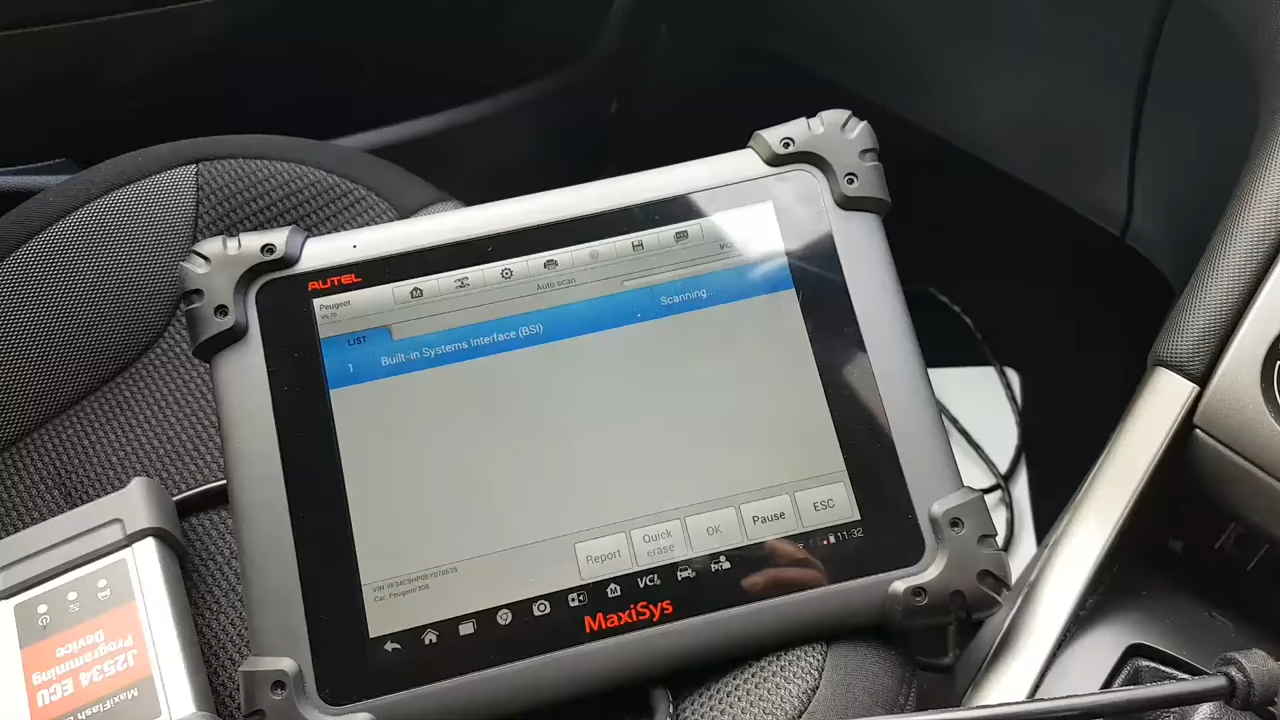 AUTEL
Peugeot
Auto scan
LIST
1 Built-in Systems Interface (BSI) Scanning...
Report
Quick erase
OK
Pause
ESC
Car: Peugeot/308
11:32
VCI
MaxiSys
J2534 ECU
Programming
Device
MaxiFlash